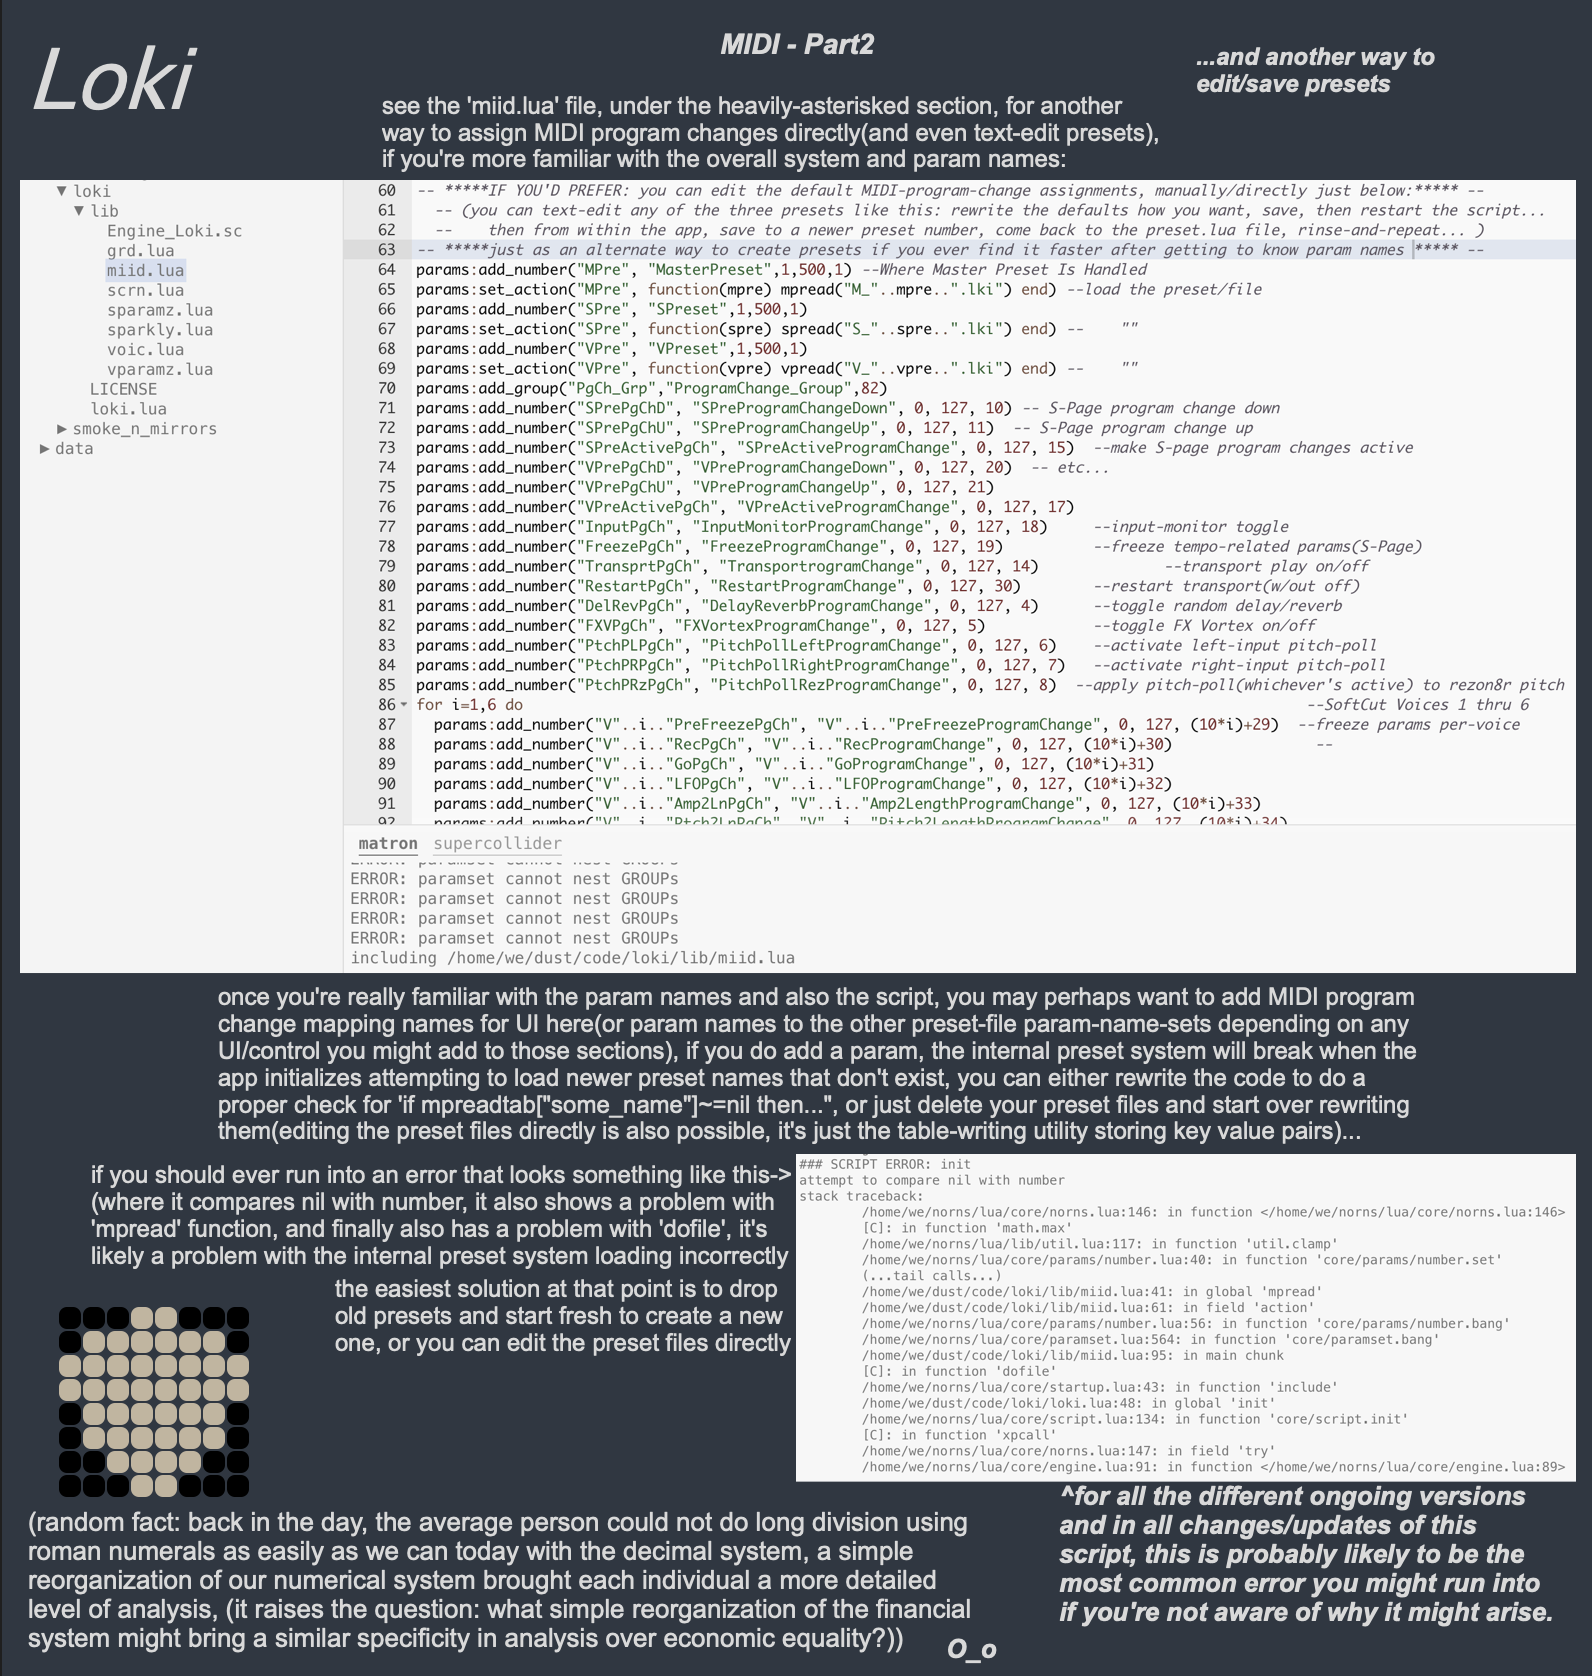 Loki
MIDI - Part2
...and another way to
edit/save presets
see the 'miid.lua' file, under the heavily-asterisked section, for another
way to assign MIDI program changes directly(and even text-edit presets),
if you're more familiar with the overall system and param names:
▼ loki
▼ lib
Engine_Loki.sc
grd.lua
miid.lua
scrn.lua
sparamz.lua
sparkly.lua
voic.lua
vparamz.lua
LICENSE
loki.lua
▶ smoke_n_mirrors
▶ data
60 -- *****IF YOU'D PREFER: you can edit the default MIDI-program-change assignments, manually/directly just below:***** --
61 -- (you can text-edit any of the three presets like this: rewrite the defaults how you want, save, then restart the script...
62 -- then from within the app, save to a newer preset number, come back to the preset.lua file, rinse-and-repeat... )
63 -- *****just as an alternate way to create presets if you ever find it faster after getting to know param names ***** --
64 params:add_number("MPre", "MasterPreset",1,500,1) --Where Master Preset Is Handled
65 params:set_action("MPre", function(mpre) mpread("M_"..mpre..".lki") end) --load the preset/file
66 params:add_number("SPre", "SPreset",1,500,1)
67 params:set_action("SPre", function(spre) spread("S_"..spre..".lki") end) -- ""
68 params:add_number("VPre", "VPreset",1,500,1)
69 params:set_action("VPre", function(vpre) vpread("V_"..vpre..".lki") end) -- ""
70 params:add_group("PgCh_Grp","ProgramChange_Group",82)
71 params:add_number("SPrePgChD", "SPreProgramChangeDown", 0, 127, 10) -- S-Page program change down
72 params:add_number("SPrePgChU", "SPreProgramChangeUp", 0, 127, 11) -- S-Page program change up
73 params:add_number("SPreActivePgCh", "SPreActiveProgramChange", 0, 127, 15) --make S-page program changes active
74 params:add_number("VPrePgChD", "VPreProgramChangeDown", 0, 127, 20) -- etc...
75 params:add_number("VPrePgChU", "VPreProgramChangeUp", 0, 127, 21)
76 params:add_number("VPreActivePgCh", "VPreActiveProgramChange", 0, 127, 17)
77 params:add_number("InputPgCh", "InputMonitorProgramChange", 0, 127, 18) --input-monitor toggle
78 params:add_number("FreezePgCh", "FreezeProgramChange", 0, 127, 19) --freeze tempo-related params(S-Page)
79 params:add_number("TransprtPgCh", "TransportrogramChange", 0, 127, 14) --transport play on/off
80 params:add_number("RestartPgCh", "RestartProgramChange", 0, 127, 30) --restart transport(w/out off)
81 params:add_number("DelRevPgCh", "DelayReverbProgramChange", 0, 127, 4) --toggle random delay/reverb
82 params:add_number("FXVPgCh", "FXVortexProgramChange", 0, 127, 5) --toggle FX Vortex on/off
83 params:add_number("PtchPLPgCh", "PitchPollLeftProgramChange", 0, 127, 6) --activate left-input pitch-poll
84 params:add_number("PtchPRPgCh", "PitchPollRightProgramChange", 0, 127, 7) --activate right-input pitch-poll
85 params:add_number("PtchPRzPgCh", "PitchPollRezProgramChange", 0, 127, 8) --apply pitch-poll(whichever's active) to rezon8r pitch
86 for i=1,6 do --SoftCut Voices 1 thru 6
87 params:add_number("V"..i.."PreFreezePgCh", "V"..i.."PreFreezeProgramChange", 0, 127, (10*i)+29) --freeze params per-voice
88 params:add_number("V"..i.."RecPgCh", "V"..i.."RecProgramChange", 0, 127, (10*i)+30) --
89 params:add_number("V"..i.."GoPgCh", "V"..i.."GoProgramChange", 0, 127, (10*i)+31)
90 params:add_number("V"..i.."LFOPgCh", "V"..i.."LFOProgramChange", 0, 127, (10*i)+32)
91 params:add_number("V"..i.."Amp2LnPgCh", "V"..i.."Amp2LengthProgramChange", 0, 127, (10*i)+33)
92 params:add_number("V"..i.."Ptch2LnPgCh", "V"..i.."Pitch2LengthProgramChange", 0, 127, (10*i)+34)
matron supercollider
ERROR: paramset cannot nest GROUPs
ERROR: paramset cannot nest GROUPs
ERROR: paramset cannot nest GROUPs
ERROR: paramset cannot nest GROUPs
ERROR: paramset cannot nest GROUPs
including /home/we/dust/code/loki/lib/miid.lua
once you're really familiar with the param names and also the script, you may perhaps want to add MIDI program
change mapping names for UI here(or param names to the other preset-file param-name-sets depending on any
UI/control you might add to those sections), if you do add a param, the internal preset system will break when the
app initializes attempting to load newer preset names that don't exist, you can either rewrite the code to do a
proper check for 'if mpreadtab["some_name"]~=nil then...", or just delete your preset files and start over rewriting
them(editing the preset files directly is also possible, it's just the table-writing utility storing key value pairs)...
if you should ever run into an error that looks something like this->
(where it compares nil with number, it also shows a problem with
'mpread' function, and finally also has a problem with 'dofile', it's
likely a problem with the internal preset system loading incorrectly
the easiest solution at that point is to drop
old presets and start fresh to create a new
one, or you can edit the preset files directly
### SCRIPT ERROR: init
attempt to compare nil with number
stack traceback:
/home/we/norns/lua/core/norns.lua:146: in function </home/we/norns/lua/core/norns.lua:146>
[C]: in function 'math.max'
/home/we/norns/lua/lib/util.lua:117: in function 'util.clamp'
/home/we/norns/lua/core/params/number.lua:40: in function 'core/params/number.set'
(...tail calls...)
/home/we/dust/code/loki/lib/miid.lua:41: in global 'mpread'
/home/we/dust/code/loki/lib/miid.lua:61: in field 'action'
/home/we/norns/lua/core/params/number.lua:56: in function 'core/params/number.bang'
/home/we/norns/lua/core/paramset.lua:564: in function 'core/paramset.bang'
/home/we/dust/code/loki/lib/miid.lua:95: in main chunk
[C]: in function 'dofile'
/home/we/norns/lua/core/startup.lua:43: in function 'include'
/home/we/dust/code/loki/loki.lua:48: in global 'init'
/home/we/norns/lua/core/script.lua:134: in function 'core/script.init'
[C]: in function 'xpcall'
/home/we/norns/lua/core/norns.lua:147: in field 'try'
/home/we/norns/lua/core/engine.lua:91: in function </home/we/norns/lua/core/engine.lua:89>
^for all the different ongoing versions
and in all changes/updates of this
script, this is probably likely to be the
most common error you might run into
if you're not aware of why it might arise.
(random fact: back in the day, the average person could not do long division using
roman numerals as easily as we can today with the decimal system, a simple
reorganization of our numerical system brought each individual a more detailed
level of analysis, (it raises the question: what simple reorganization of the financial
system might bring a similar specificity in analysis over economic equality?))
O_o